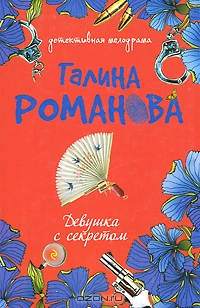 детективная мелодрама
Галина
РОМАНОВА
Девушка
с секретом
ozon.ru